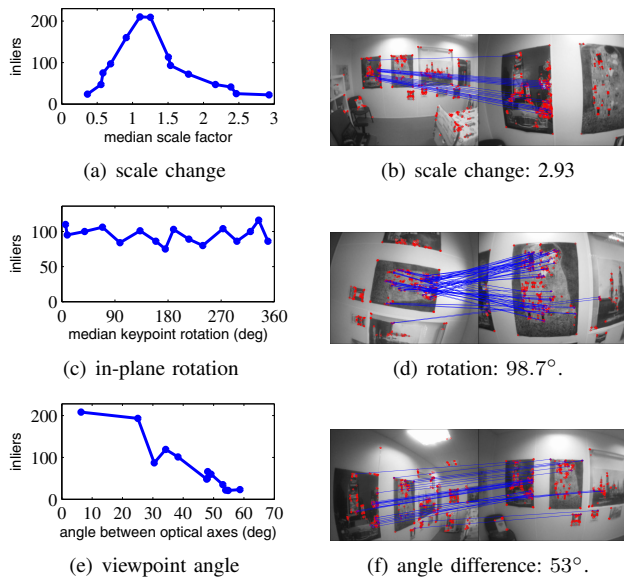 200
100
0
inliers
0 0.5 1 1.5 2 2.5 3
median scale factor
(a) scale change
(b) scale change: 2.93
100
50
0
inliers
0 90 180 270 360
median keypoint rotation (deg)
(c) in-plane rotation
(d) rotation: 98.7°.
200
100
0
inliers
0 10 20 30 40 50 60 70
angle between optical axes (deg)
(e) viewpoint angle
(f) angle difference: 53°.